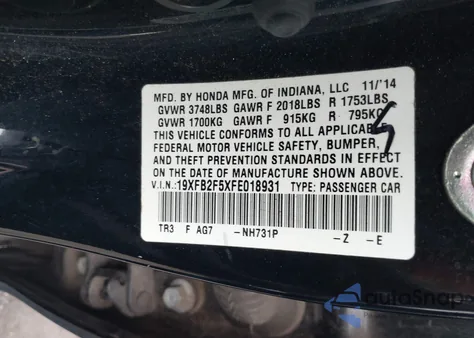 MFD. BY HONDA MFG. OF INDIANA, LLC 11/'14
GVWR 3748LBS GAWR F 2018LBS R 1753LBS
GVWR 1700KG GAWR F 915KG R 795KG
THIS VEHICLE CONFORMS TO ALL APPLICABLE
FEDERAL MOTOR VEHICLE SAFETY, BUMPER,
AND THEFT PREVENTION STANDARDS IN EFFECT
ON THE DATE OF MANUFACTURE SHOWN ABOVE.
V.I.N.:19XFB2F5XFE018931 TYPE: PASSENGER CAR
TR3 F AG7 -NH731P -Z -E
AutoSnap